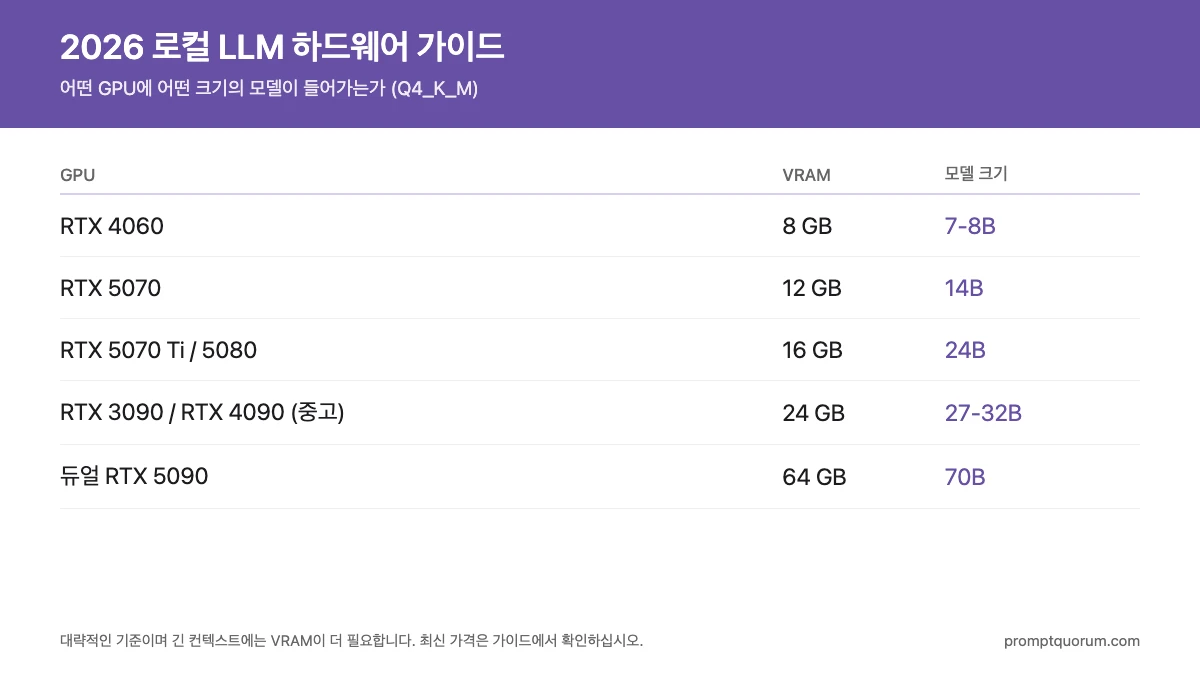 2026 로컬 LLM 하드웨어 가이드
어떤 GPU에 어떤 크기의 모델이 들어가는가 (Q4_K_M)
GPU VRAM 모델 크기
RTX 4060 8 GB 7-8B
RTX 5070 12 GB 14B
RTX 5070 Ti / 5080 16 GB 24B
RTX 3090 / RTX 4090 (중고) 24 GB 27-32B
듀얼 RTX 5090 64 GB 70B
대략적인 기준이며 긴 컨텍스트에는 VRAM이 더 필요합니다. 최신 가격은 가이드에서 확인하십시오. promptquorum.com